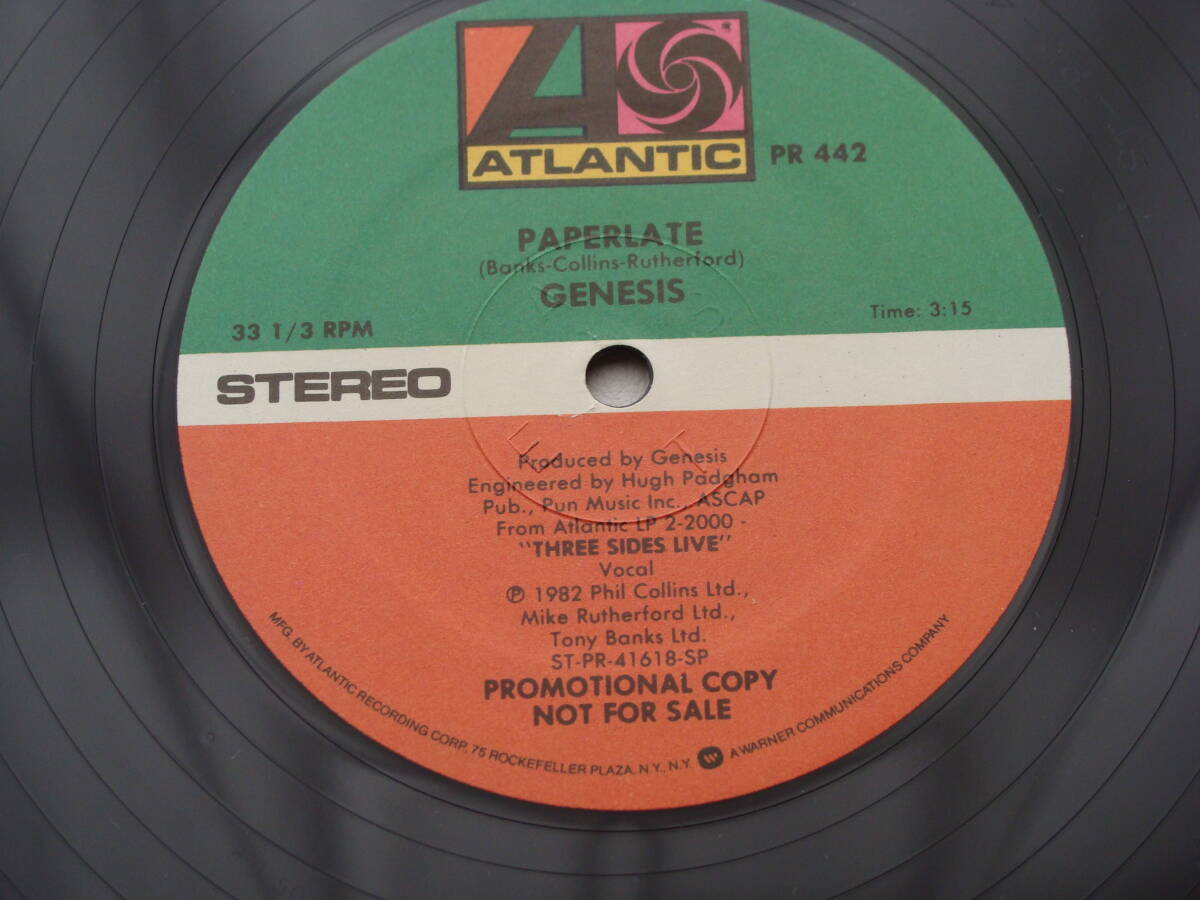 ATLANTIC
PR 442
PAPERLATE
(Banks-Collins-Rutherford)
GENESIS
33 1/3 RPM
Time: 3:15
STEREO
Produced by Genesis
Engineered by Hugh Padgham
Pub., Pun Music Inc., ASCAP
From Atlantic LP 2-2000 -
"THREE SIDES LIVE"
Vocal
℗ 1982 Phil Collins Ltd.,
Mike Rutherford Ltd.,
Tony Banks Ltd.
ST-PR-41618-SP
PROMOTIONAL COPY
NOT FOR SALE
MFG. BY ATLANTIC RECORDING CORP. 75 ROCKEFELLER PLAZA, N.Y., N.Y. A WARNER COMMUNICATIONS COMPANY